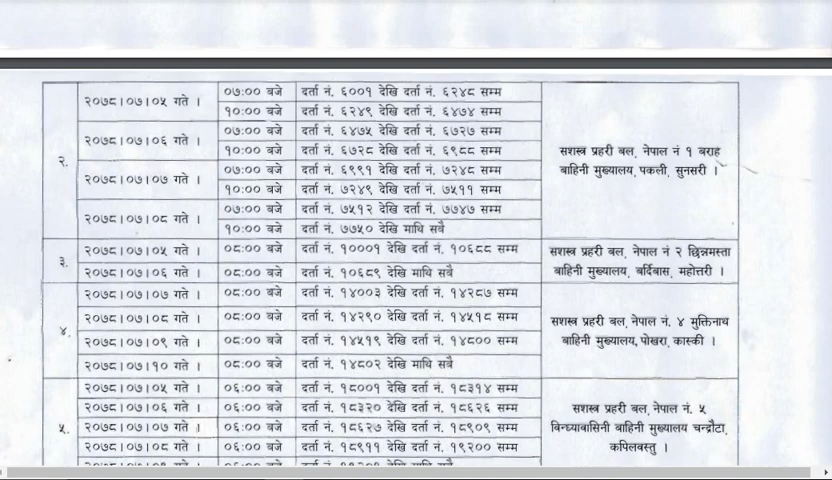 २०७८।०७।०५ गते । ०७:०० बजे दर्ता नं. ६००१ देखि दर्ता नं. ६२४८ सम्म
१०:०० बजे दर्ता नं. ६२४९ देखि दर्ता नं. ६४७४ सम्म
२०७८।०७।०६ गते । ०७:०० बजे दर्ता नं. ६४७५ देखि दर्ता नं. ६७२७ सम्म
१०:०० बजे दर्ता नं. ६७२८ देखि दर्ता नं. ६९८८ सम्म
२. सशस्त्र प्रहरी बल, नेपाल नं १ बराह
बाहिनी मुख्यालय, पकली, सुनसरी ।
२०७८।०७।०७ गते । ०७:०० बजे दर्ता नं. ६९९१ देखि दर्ता नं. ७२४८ सम्म
१०:०० बजे दर्ता नं. ७२४९ देखि दर्ता नं. ७५११ सम्म
२०७८।०७।०८ गते । ०७:०० बजे दर्ता नं. ७५१२ देखि दर्ता नं. ७७४७ सम्म
१०:०० बजे दर्ता नं. ७७५० देखि माथि सबै
३. २०७८।०७।०५ गते । ०८:०० बजे दर्ता नं. १०००१ देखि दर्ता नं. १०६८८ सम्म सशस्त्र प्रहरी बल, नेपाल नं २ छिन्नमस्ता
२०७८।०७।०६ गते । ०८:०० बजे दर्ता नं. १०६८९ देखि माथि सबै बाहिनी मुख्यालय, बर्दिबास, महोत्तरी ।
२०७८।०७।०७ गते । ०८:०० बजे दर्ता नं. १४००३ देखि दर्ता नं. १४२८७ सम्म
२०७८।०७।०८ गते । ०८:०० बजे दर्ता नं. १४२९० देखि दर्ता नं. १४५१८ सम्म सशस्त्र प्रहरी बल, नेपाल नं. ४ मुक्तिनाथ
४. २०७८।०७।०९ गते । ०८:०० बजे दर्ता नं. १४५१९ देखि दर्ता नं. १४८०० सम्म बाहिनी मुख्यालय, पोखरा, कास्की ।
२०७८।०७।१० गते । ०८:०० बजे दर्ता नं. १४८०२ देखि माथि सबै
२०७८।०७।०५ गते । ०६:०० बजे दर्ता नं. १८००१ देखि दर्ता नं. १८३१४ सम्म
२०७८।०७।०६ गते । ०६:०० बजे दर्ता नं. १८३२० देखि दर्ता नं. १८६२६ सम्म सशस्त्र प्रहरी बल, नेपाल नं. ५
५. २०७८।०७।०७ गते । ०६:०० बजे दर्ता नं. १८६२७ देखि दर्ता नं. १८९०९ सम्म बिन्ध्यावासिनी बाहिनी मुख्यालय चन्द्रौटा,
२०७८।०७।०८ गते । ०६:०० बजे दर्ता नं. १८९११ देखि दर्ता नं. १९२०० सम्म कपिलवस्तु ।